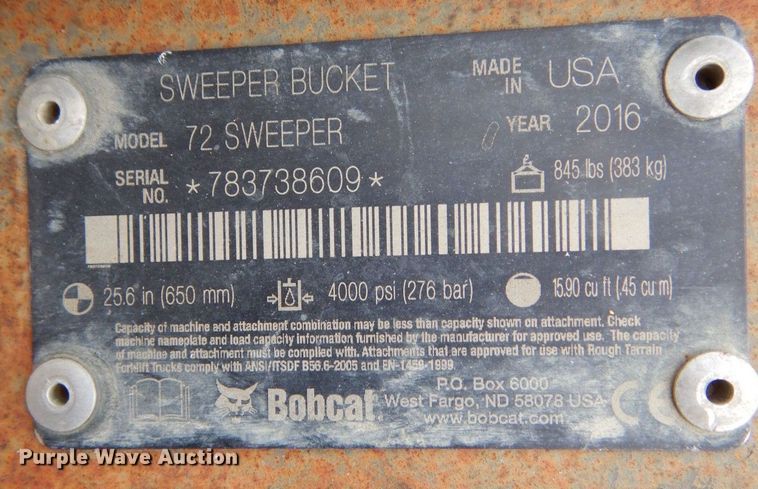 SWEEPER BUCKET
MADE IN USA
MODEL 72 SWEEPER
YEAR 2016
SERIAL NO. *783738609*
845 lbs (383 kg)
25.6 in (650 mm)
4000 psi (276 bar)
15.90 cu ft (.45 cu m)
Capacity of machine and attachment combination may be less than capacity shown on attachment. Check
machine nameplate and load capacity information furnished by the manufacturer for approved use. The capacity
of machine and attachment must be complied with. Attachments that are approved for use with Rough Terrain
Forklift Trucks comply with ANSI/ITSDF B56.6-2005 and EN-1459-1999.
Bobcat
P.O. Box 6000
West Fargo, ND 58078 USA
www.bobcat.com
CE
Purple Wave Auction